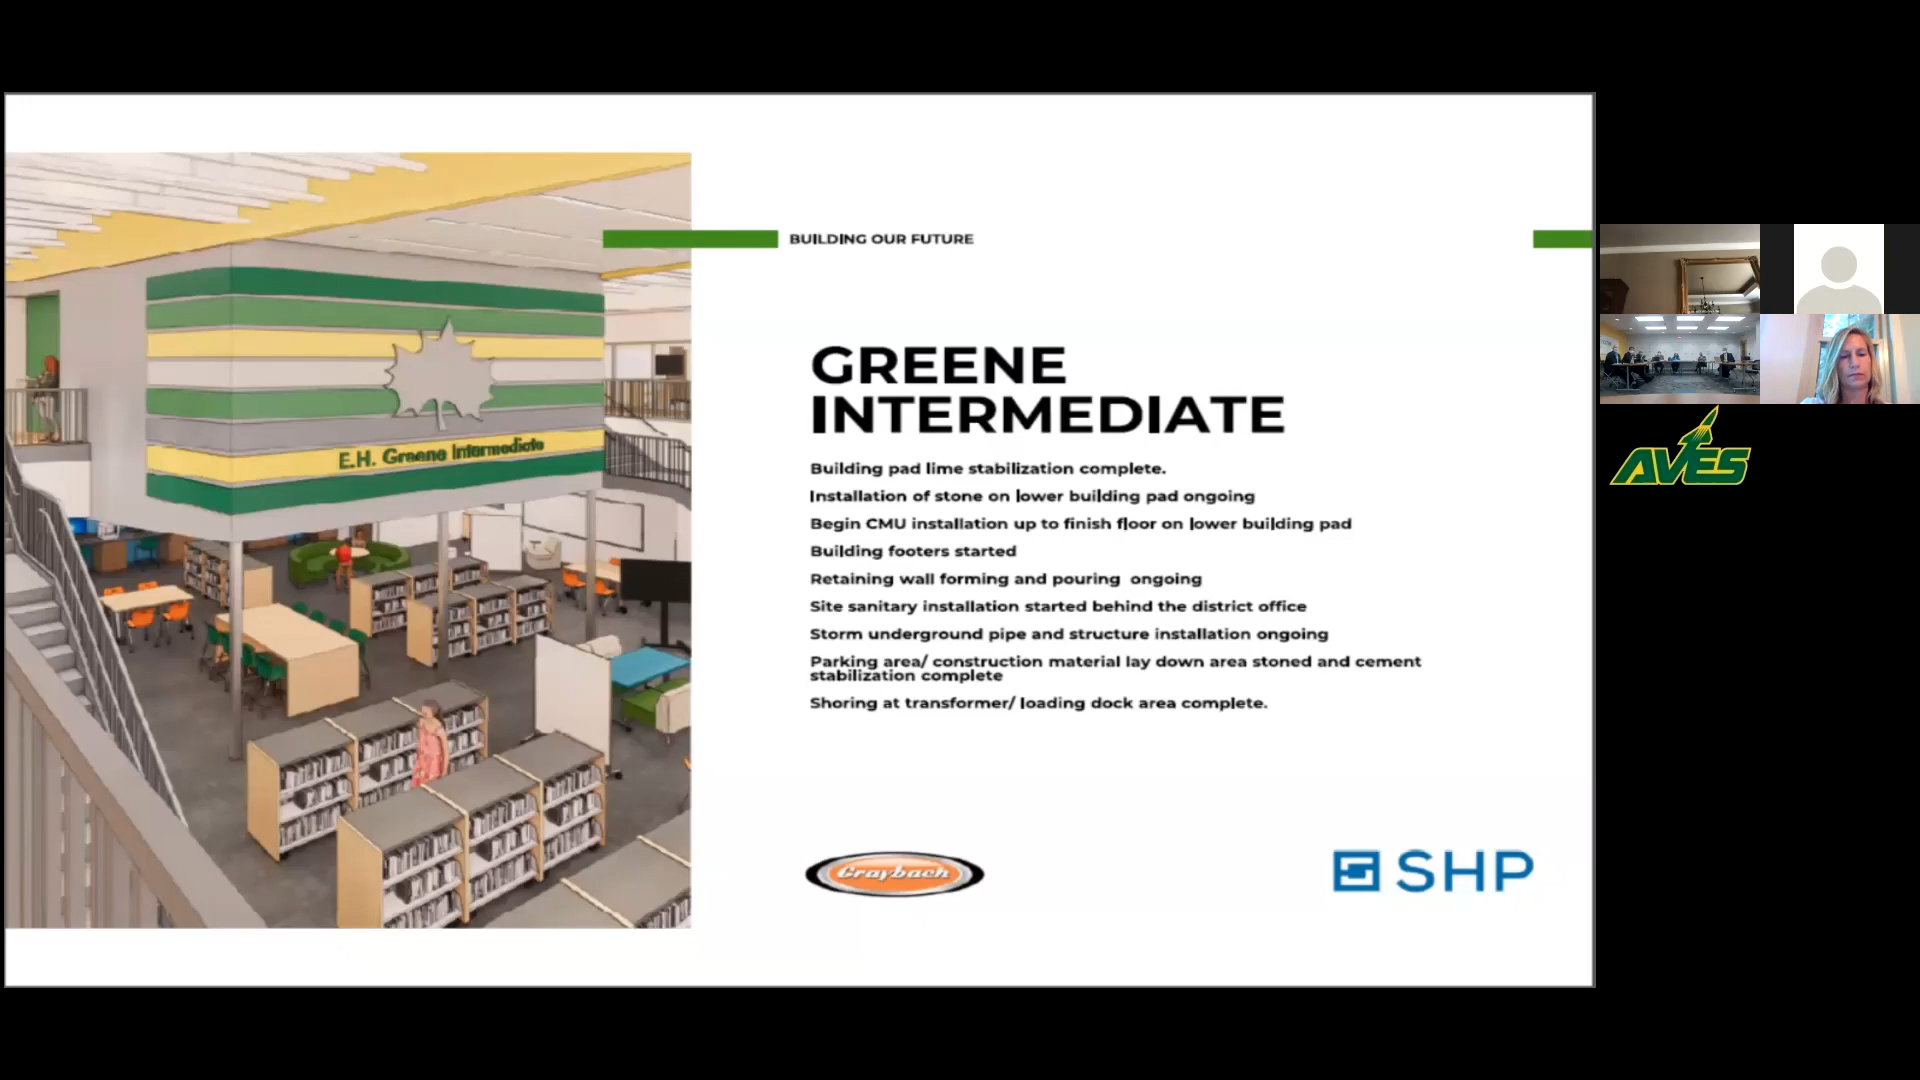 BUILDING OUR FUTURE
GREENE
INTERMEDIATE
Building pad lime stabilization complete.
Installation of stone on lower building pad ongoing
Begin CMU installation up to finish floor on lower building pad
Building footers started
Retaining wall forming and pouring ongoing
Site sanitary installation started behind the district office
Storm underground pipe and structure installation ongoing
Parking area/ construction material lay down area stoned and cement
stabilization complete
Shoring at transformer/ loading dock area complete.
E.H. Greene Intermediate
Graybach
SHP
AVES